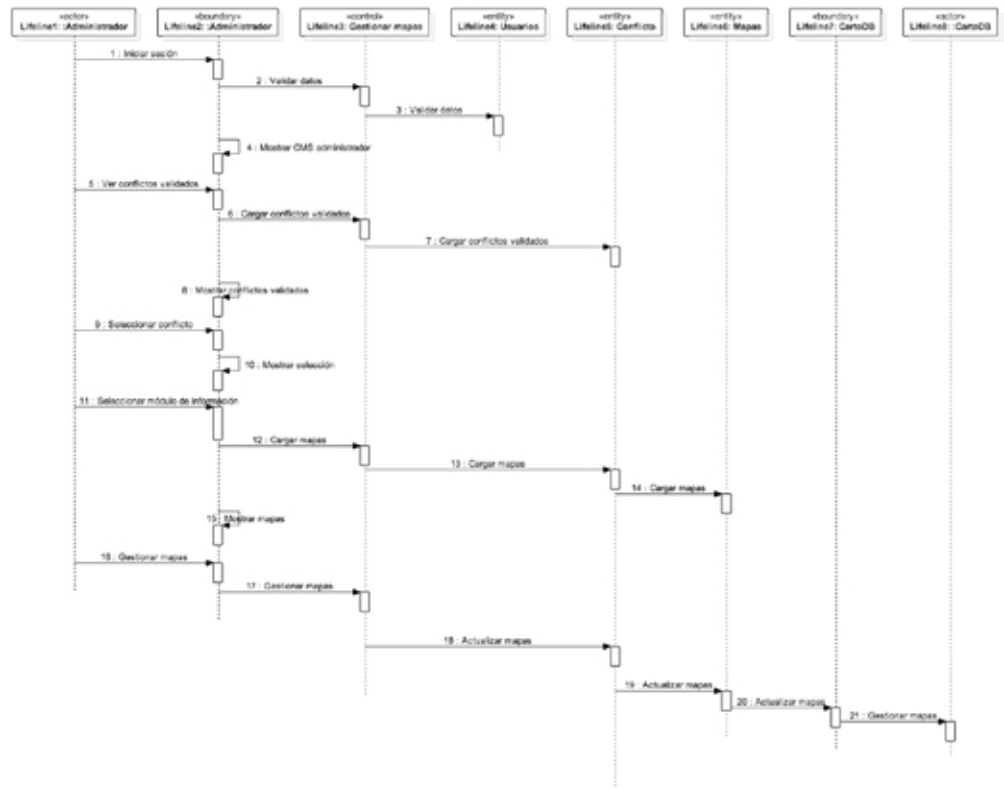 «actor»
Lifeline1: :Administrador
«boundary»
Lifeline2: :Administrador
«control»
Lifeline3: Gestionar mapas
«entity»
Lifeline4: Usuarios
«entity»
Lifeline5: Conflicto
«entity»
Lifeline6: Mapas
«boundary»
Lifeline7: CartoDB
«actor»
Lifeline8: :CartoDB
1 : Iniciar sesión
2 : Validar datos
3 : Validar datos
4 : Mostrar CMS administrador
5 : Ver conflictos validados
6 : Cargar conflictos validados
7 : Cargar conflictos validados
8 : Mostrar conflictos validados
9 : Seleccionar conflicto
10 : Mostrar selección
11 : Seleccionar módulo de información
12 : Cargar mapas
13 : Cargar mapas
14 : Cargar mapas
15 : Mostrar mapas
16 : Gestionar mapas
17 : Gestionar mapas
18 : Actualizar mapas
19 : Actualizar mapas
20 : Actualizar mapas
21 : Gestionar mapas